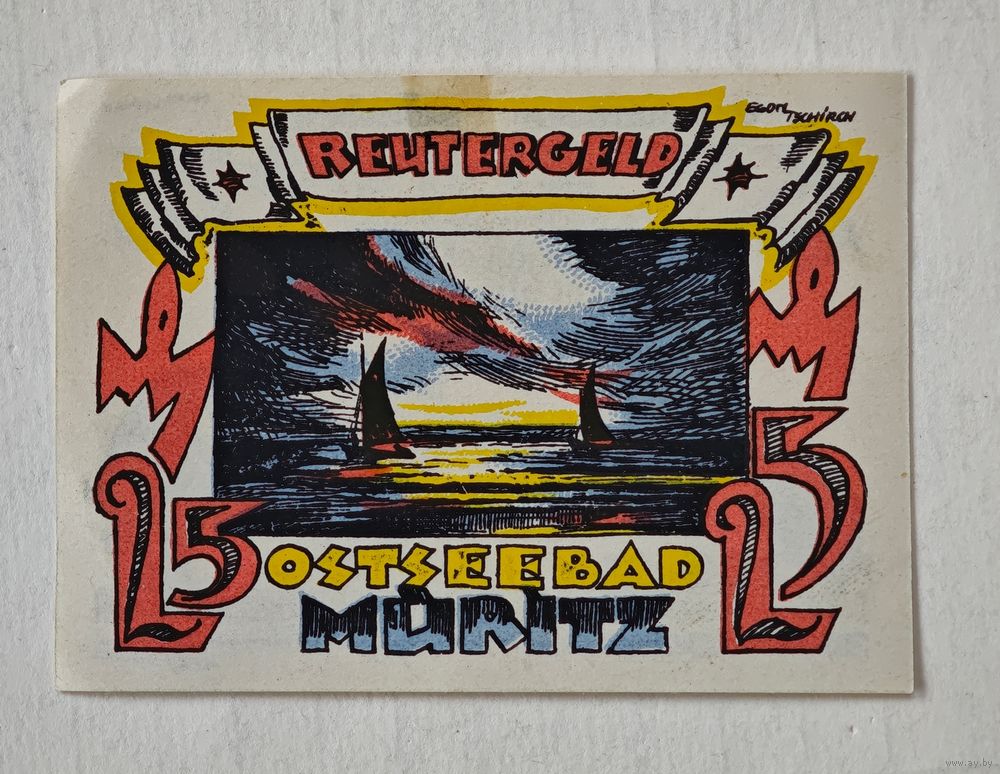 EGON
TSCHIRCH
REUTERGELD
25
25
OSTSEEBAD
MÜRITZ
www.ay.by